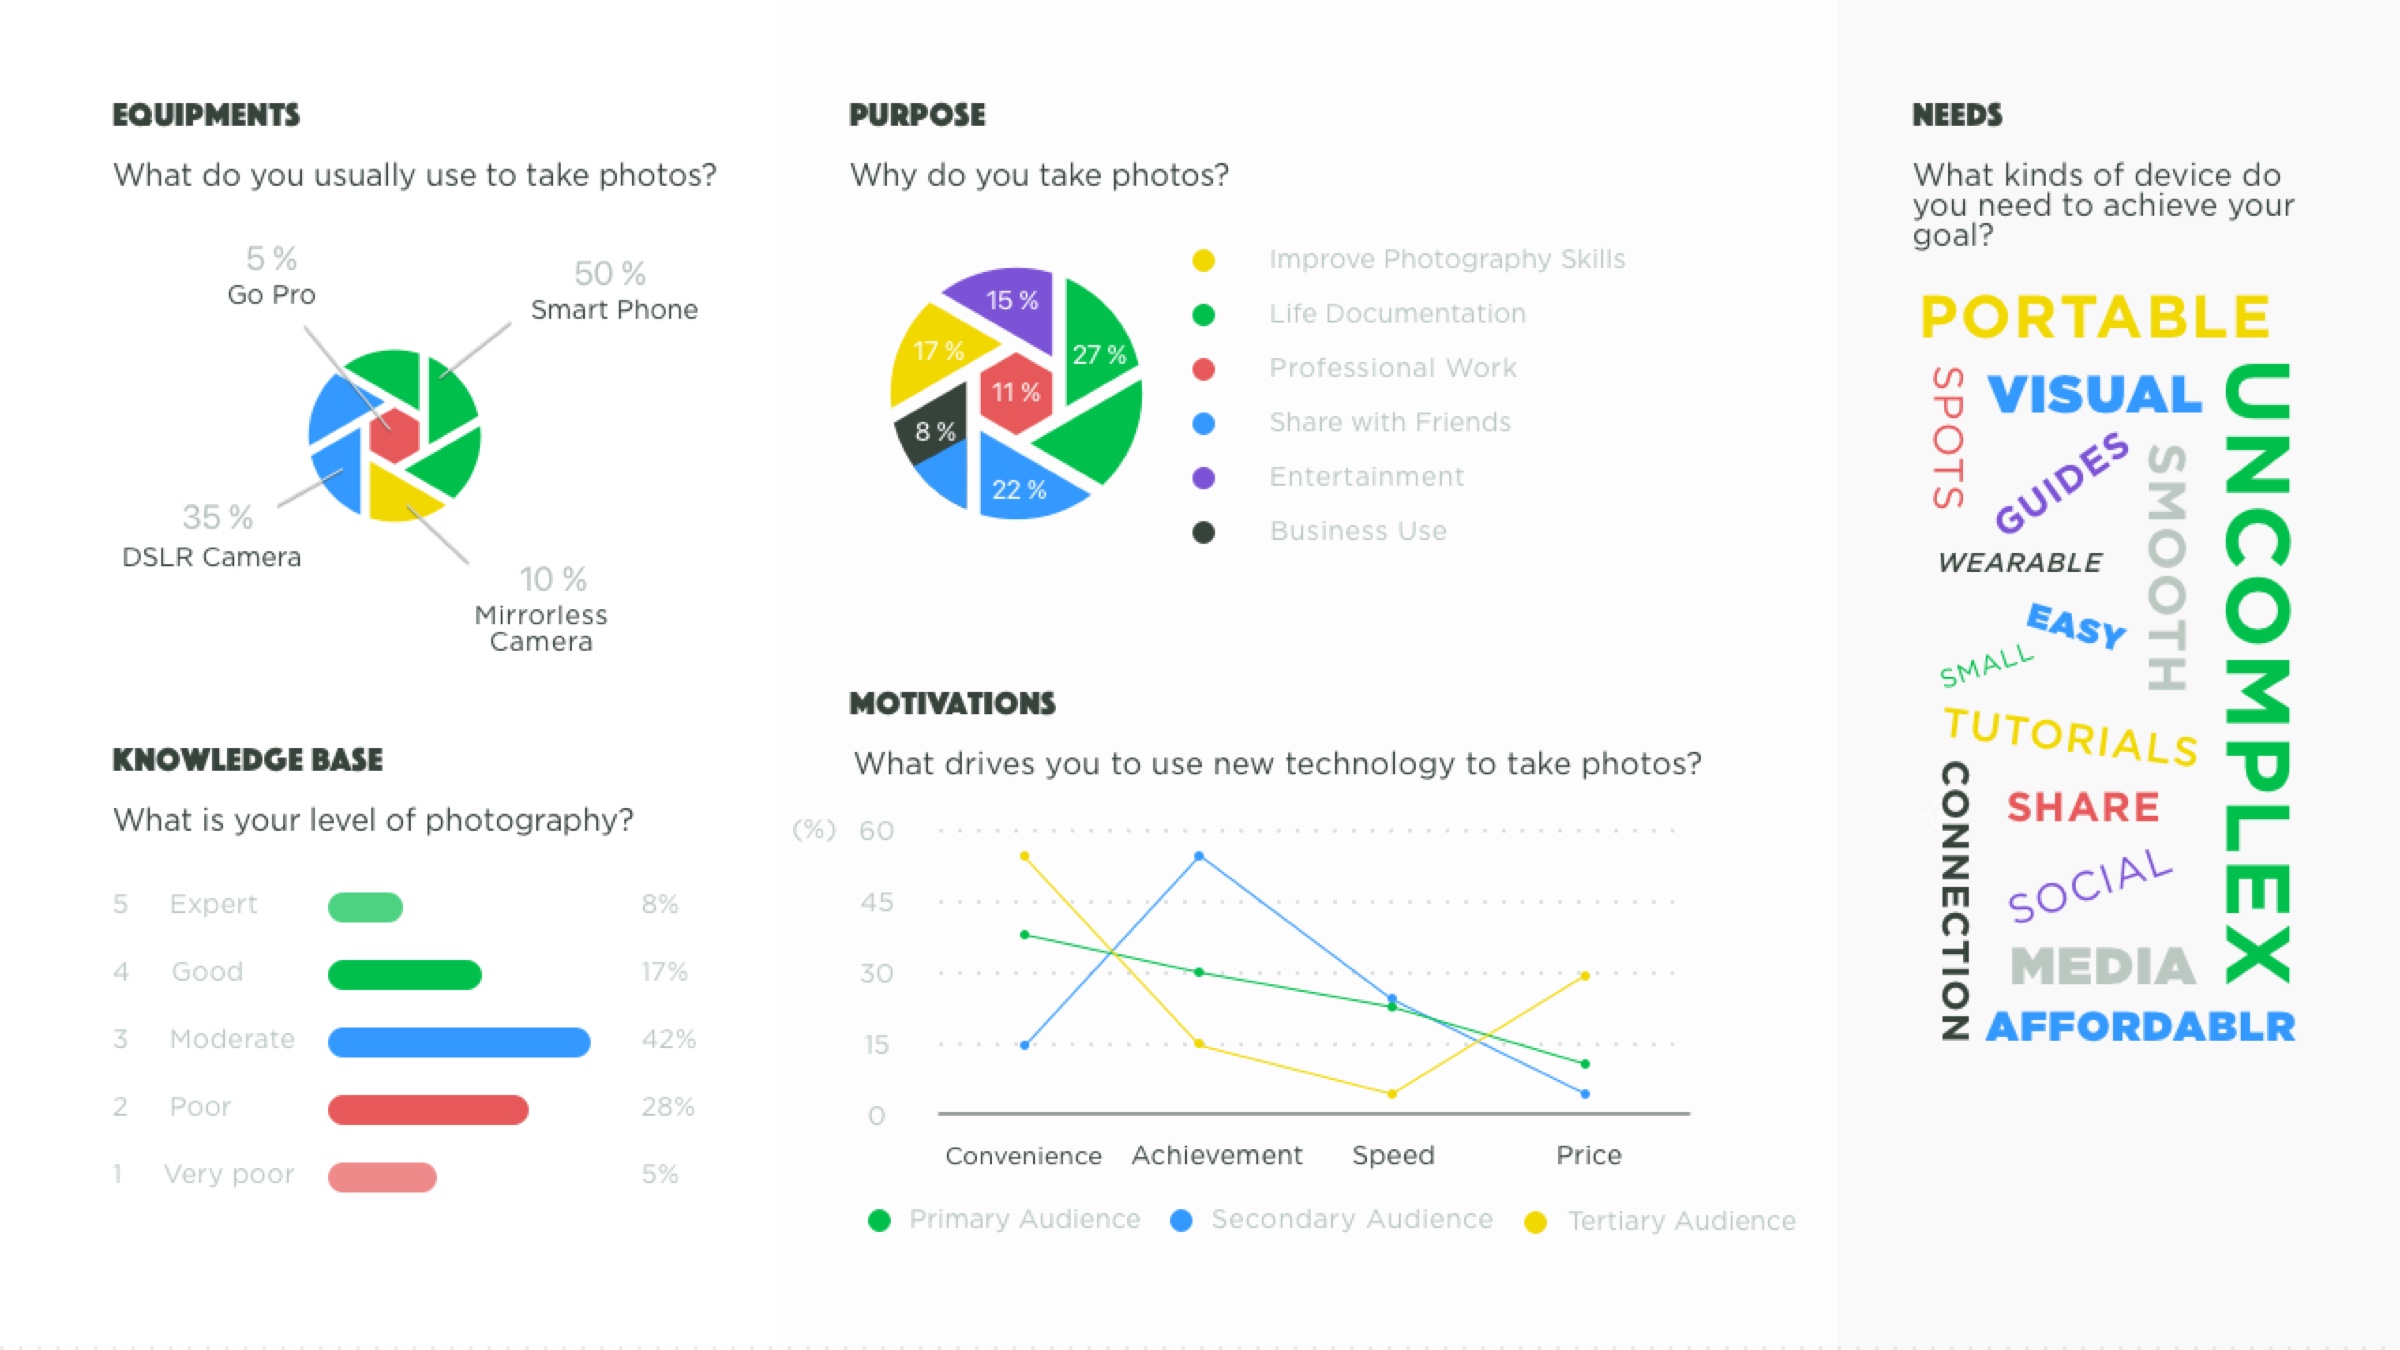 EQUIPMENTS
What do you usually use to take photos?
5 %
Go Pro
50 %
Smart Phone
35 %
DSLR Camera
10 %
Mirrorless
Camera
KNOWLEDGE BASE
What is your level of photography?
5 Expert 8%
4 Good 17%
3 Moderate 42%
2 Poor 28%
1 Very poor 5%
PURPOSE
Why do you take photos?
15 %
27 %
17 %
11 %
8 %
22 %
Improve Photography Skills
Life Documentation
Professional Work
Share with Friends
Entertainment
Business Use
MOTIVATIONS
What drives you to use new technology to take photos?
(%) 60
45
30
15
0
Convenience Achievement Speed Price
Primary Audience Secondary Audience Tertiary Audience
NEEDS
What kinds of device do
you need to achieve your
goal?
PORTABLE
SPOTS
VISUAL
UNCOMPLEX
GUIDES
SMOOTH
WEARABLE
EASY
SMALL
TUTORIALS
CONNECTION
SHARE
SOCIAL
MEDIA
AFFORDABLR